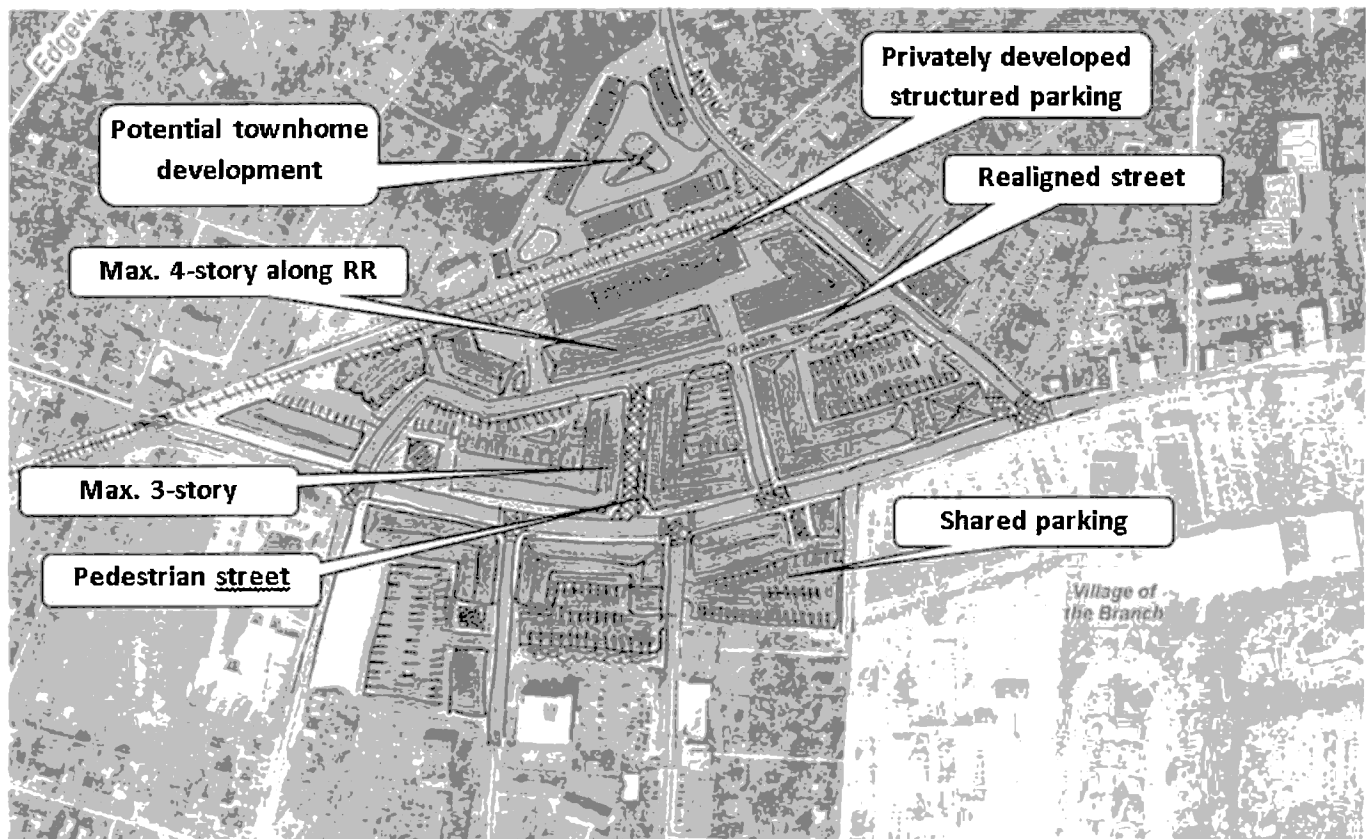 Edgew
Privately developed
structured parking
Potential townhome
development
Realigned street
Max. 4-story along RR
Max. 3-story
Shared parking
Pedestrian street
Village of
the Branch